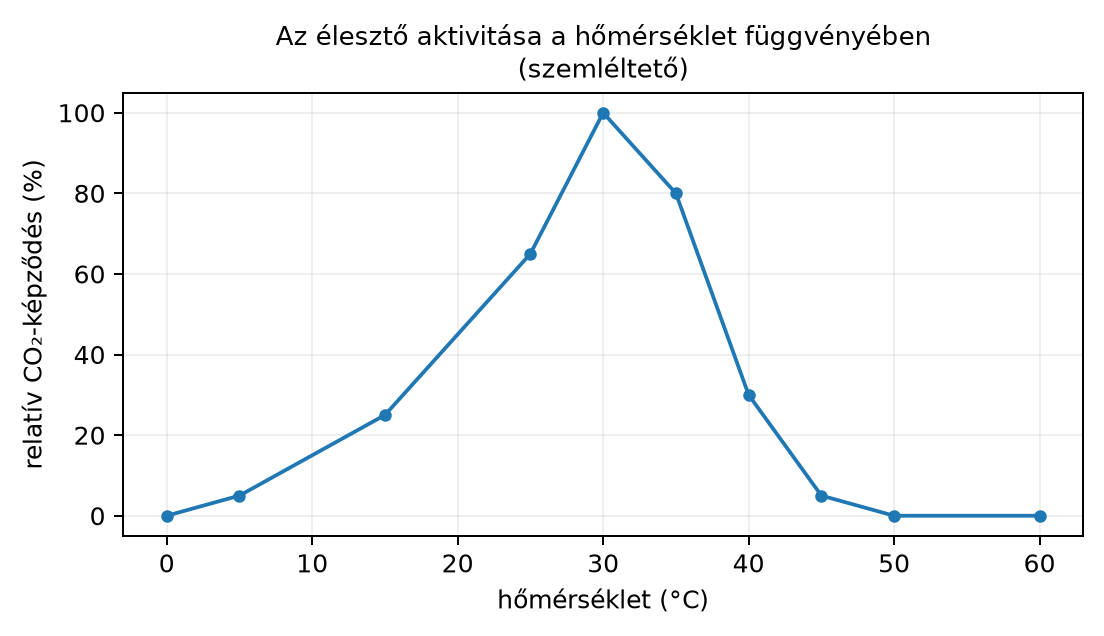 Az élesztő aktivitása a hőmérséklet függvényében
(szemléltető)
relatív CO₂-képződés (%)
100
80
60
40
20
0
0 10 20 30 40 50 60
hőmérséklet (°C)